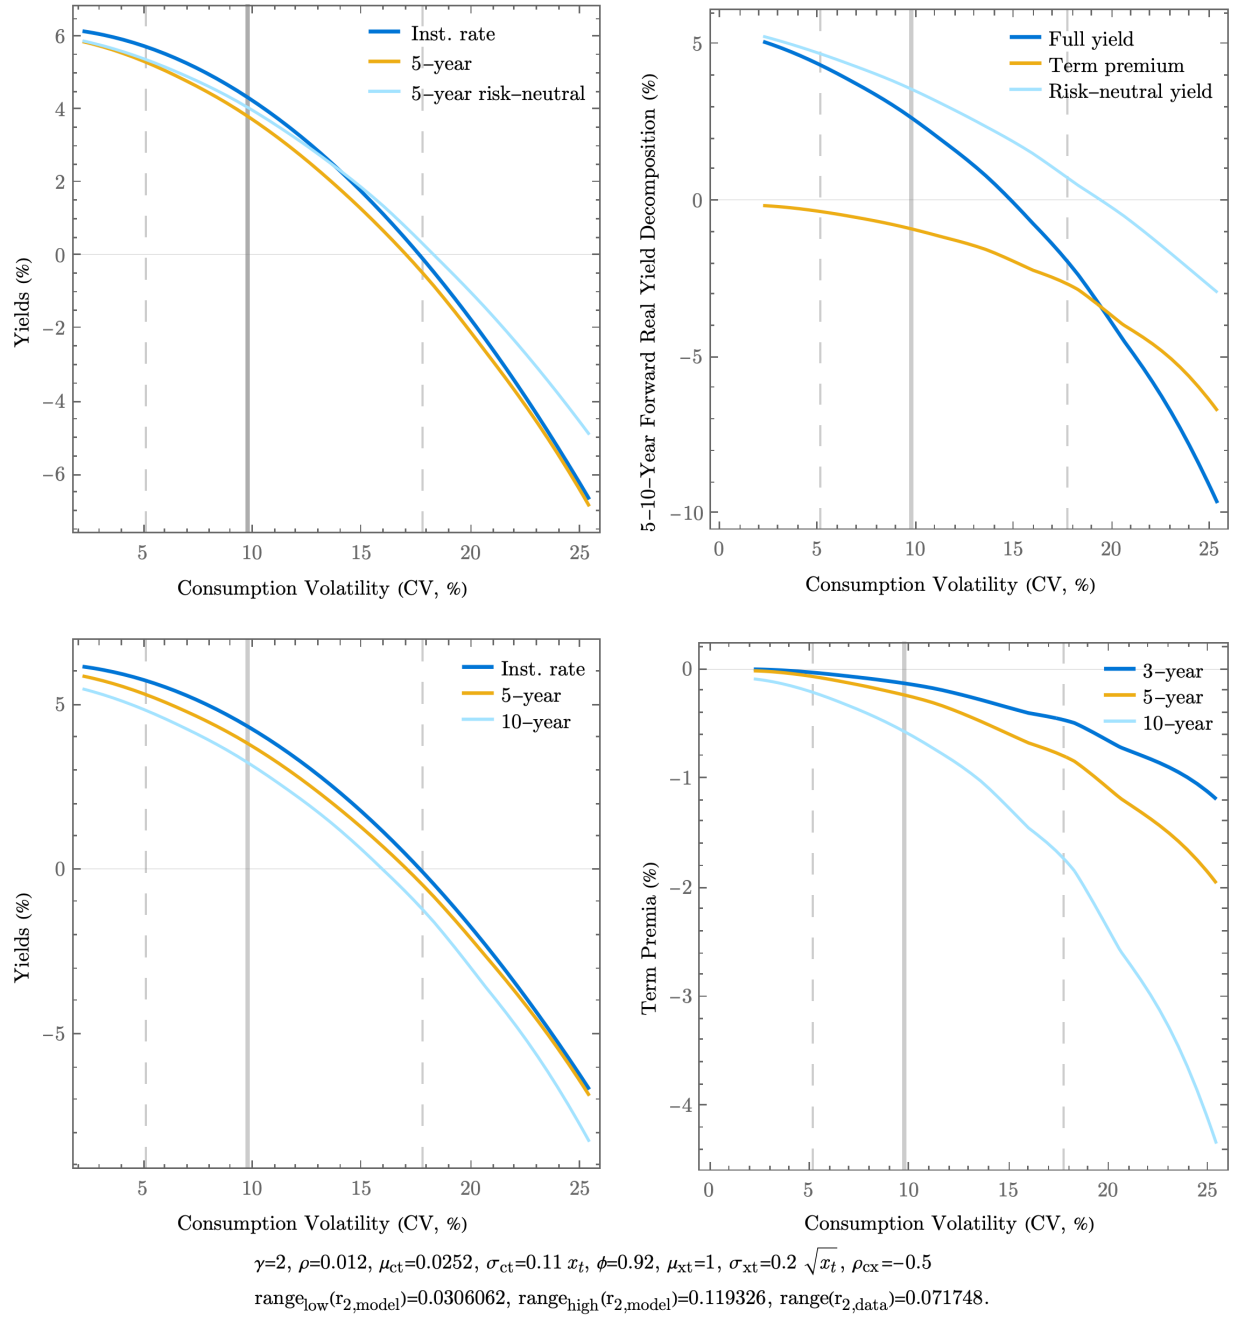 Inst. rate
5−year
5−year risk−neutral
6
4
2
0
−2
−4
−6
5
10
15
20
25
Yields (%)
Consumption Volatility (CV, %)
Full yield
Term premium
Risk−neutral yield
5
0
−5
−10
0
5
10
15
20
25
5−10−Year Forward Real Yield Decomposition (%)
Consumption Volatility (CV, %)
Inst. rate
5−year
10−year
5
0
−5
5
10
15
20
25
Yields (%)
Consumption Volatility (CV, %)
3−year
5−year
10−year
0
−1
−2
−3
−4
0
5
10
15
20
25
Term Premia (%)
Consumption Volatility (CV, %)
γ=2, ρ=0.012, μct=0.0252, σct=0.11 xt, ϕ=0.92, μxt=1, σxt=0.2 √xt, ρcx=−0.5
rangelow(r2,model)=0.0306062, rangehigh(r2,model)=0.119326, range(r2,data)=0.071748.